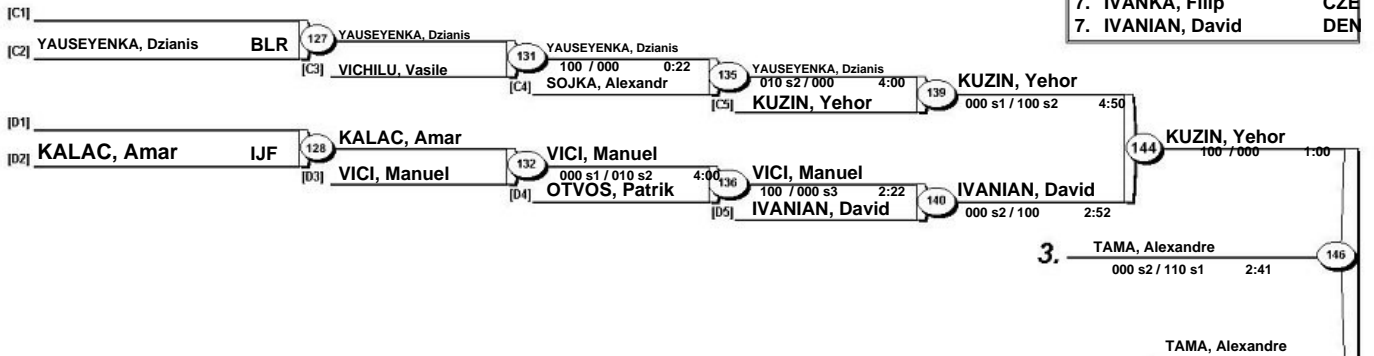 7. IVANKA, Filip CZE
7. IVANIAN, David DEN
[C1]
[C2] YAUSEYENKA, Dzianis BLR
127
YAUSEYENKA, Dzianis
[C3] VICHILU, Vasile
131
YAUSEYENKA, Dzianis
100 / 000 0:22
[C4] SOJKA, Alexandr
135
YAUSEYENKA, Dzianis
010 s2 / 000 4:00
[C5] KUZIN, Yehor
139
KUZIN, Yehor
000 s1 / 100 s2 4:50
[D1]
[D2] KALAC, Amar IJF
128
KALAC, Amar
[D3] VICI, Manuel
132
VICI, Manuel
000 s1 / 010 s2 4:00
[D4] OTVOS, Patrik
136
VICI, Manuel
100 / 000 s3 2:22
[D5] IVANIAN, David
140
IVANIAN, David
000 s2 / 100 2:52
144
KUZIN, Yehor
100 / 000 1:00
3. TAMA, Alexandre
000 s2 / 110 s1 2:41
146
TAMA, Alexandre